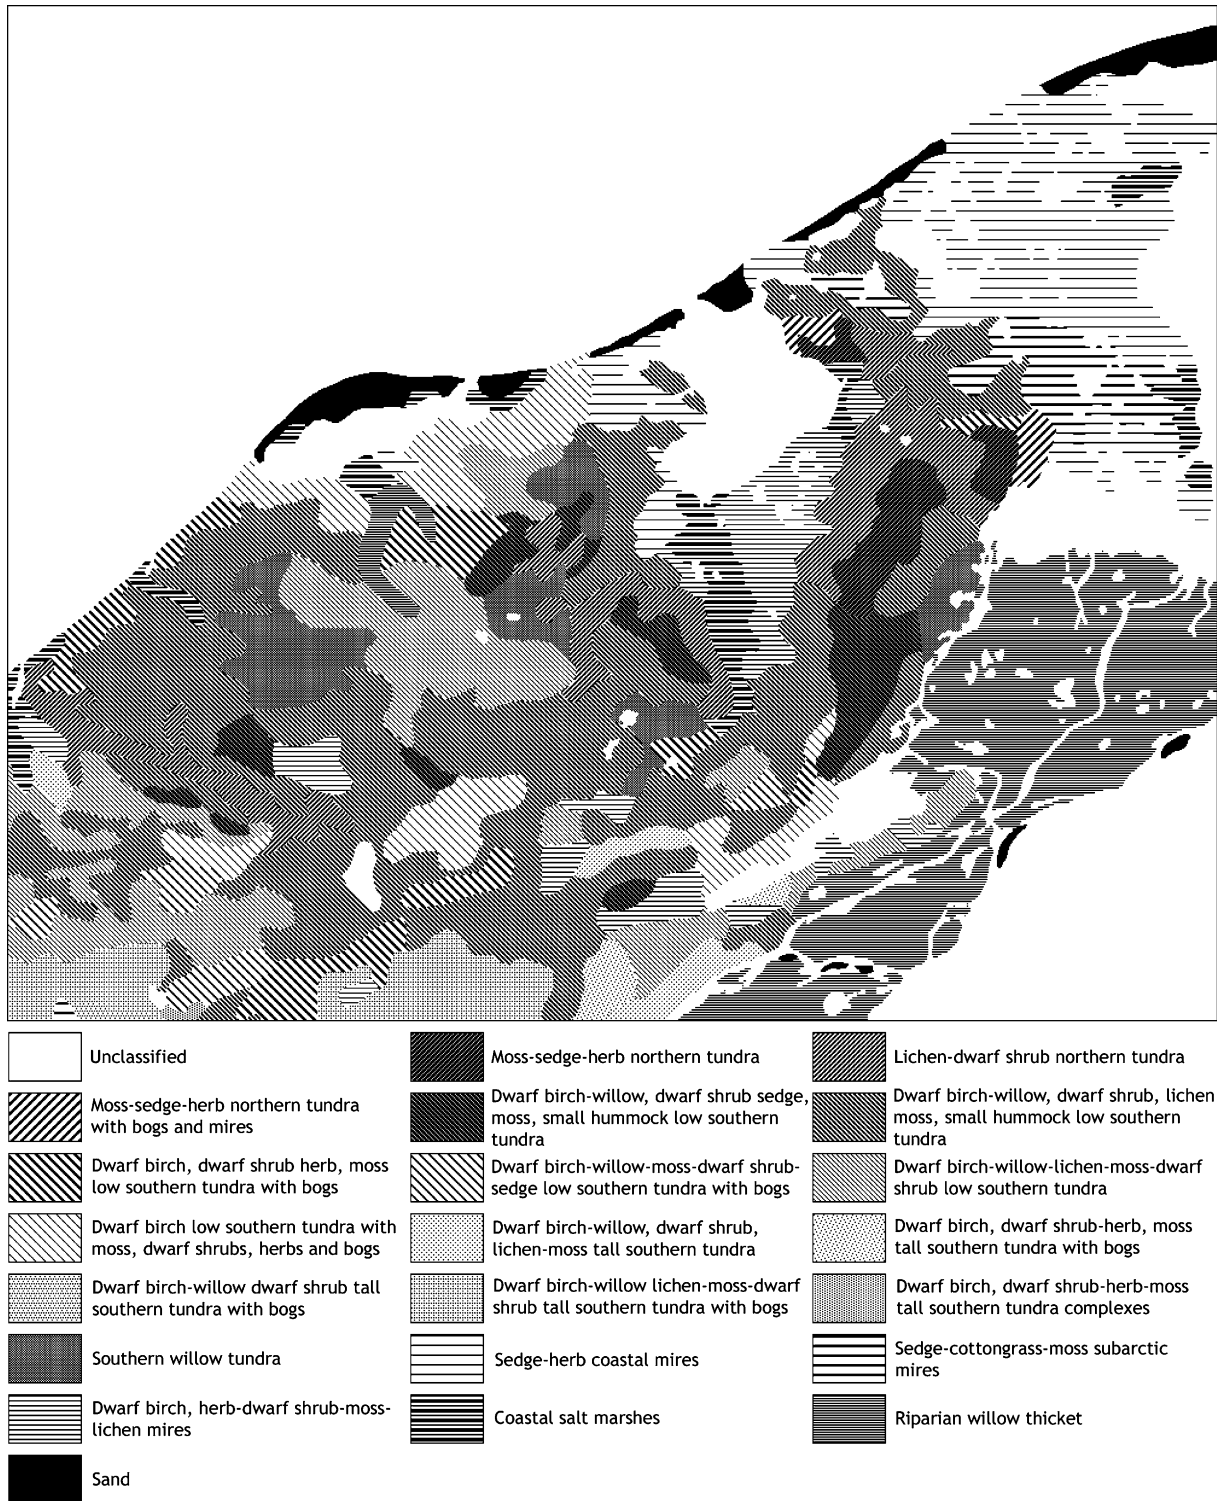 Unclassified
Moss-sedge-herb northern tundra
Lichen-dwarf shrub northern tundra
Moss-sedge-herb northern tundra
with bogs and mires
Dwarf birch-willow, dwarf shrub sedge,
moss, small hummock low southern
tundra
Dwarf birch-willow, dwarf shrub, lichen
moss, small hummock low southern
tundra
Dwarf birch, dwarf shrub herb, moss
low southern tundra with bogs
Dwarf birch-willow-moss-dwarf shrub-
sedge low southern tundra with bogs
Dwarf birch-willow-lichen-moss-dwarf
shrub low southern tundra
Dwarf birch low southern tundra with
moss, dwarf shrubs, herbs and bogs
Dwarf birch-willow, dwarf shrub,
lichen-moss tall southern tundra
Dwarf birch, dwarf shrub-herb, moss
tall southern tundra with bogs
Dwarf birch-willow dwarf shrub tall
southern tundra with bogs
Dwarf birch-willow lichen-moss-dwarf
shrub tall southern tundra with bogs
Dwarf birch, dwarf shrub-herb-moss
tall southern tundra complexes
Southern willow tundra
Sedge-herb coastal mires
Sedge-cottongrass-moss subarctic
mires
Dwarf birch, herb-dwarf shrub-moss-
lichen mires
Coastal salt marshes
Riparian willow thicket
Sand